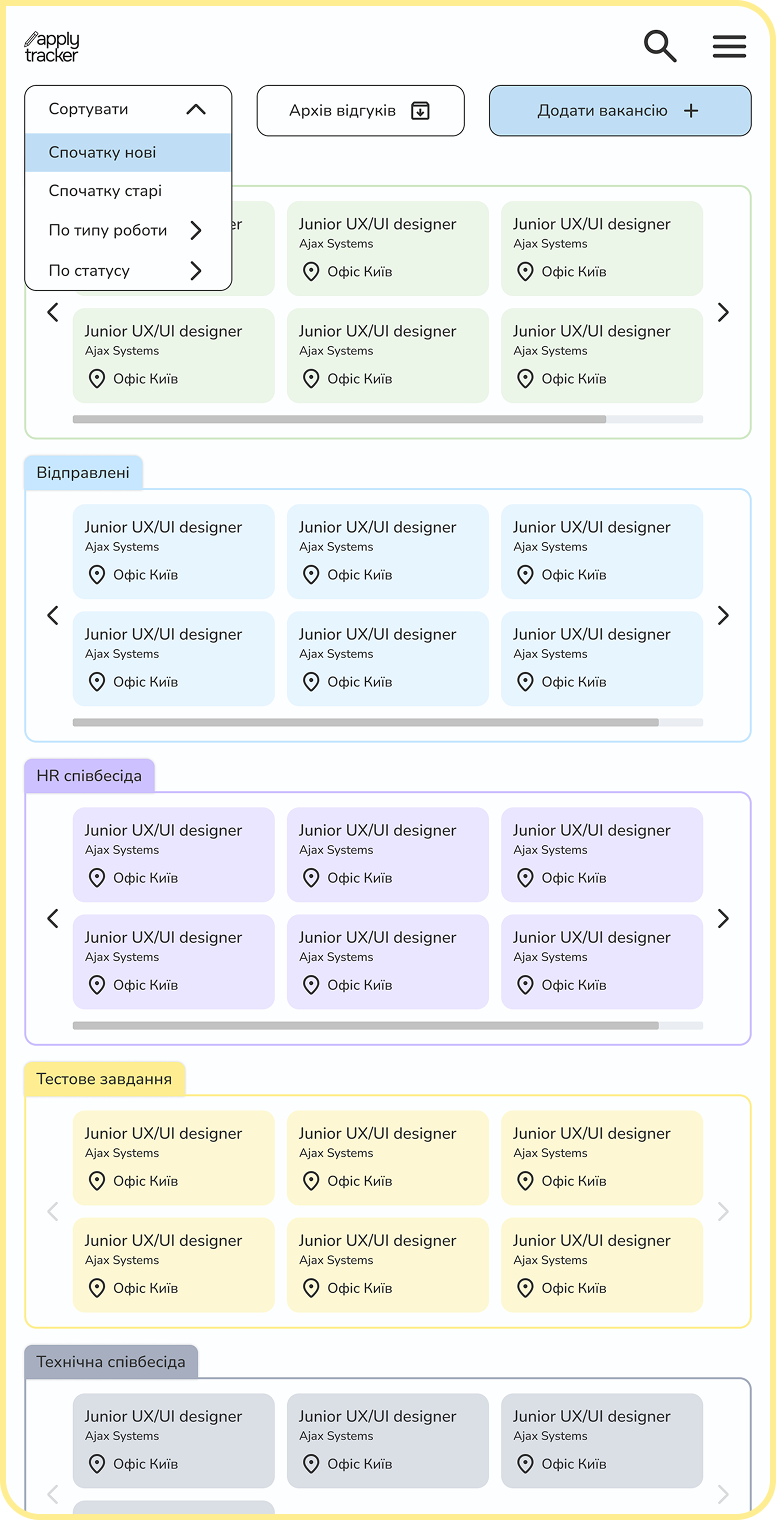 apply
tracker
Сортувати
Архів відгуків
Додати вакансію
Спочатку нові
Спочатку старі
По типу роботи
По статусу
Junior UX/UI designer
Junior UX/UI designer
Ajax Systems
Ajax Systems
Офіс Київ
Офіс Київ
Junior UX/UI designer
Junior UX/UI designer
Junior UX/UI designer
Ajax Systems
Ajax Systems
Ajax Systems
Офіс Київ
Офіс Київ
Офіс Київ
Відправлені
Junior UX/UI designer
Junior UX/UI designer
Junior UX/UI designer
Ajax Systems
Ajax Systems
Ajax Systems
Офіс Київ
Офіс Київ
Офіс Київ
Junior UX/UI designer
Junior UX/UI designer
Junior UX/UI designer
Ajax Systems
Ajax Systems
Ajax Systems
Офіс Київ
Офіс Київ
Офіс Київ
HR співбесіда
Junior UX/UI designer
Junior UX/UI designer
Junior UX/UI designer
Ajax Systems
Ajax Systems
Ajax Systems
Офіс Київ
Офіс Київ
Офіс Київ
Junior UX/UI designer
Junior UX/UI designer
Junior UX/UI designer
Ajax Systems
Ajax Systems
Ajax Systems
Офіс Київ
Офіс Київ
Офіс Київ
Тестове завдання
Junior UX/UI designer
Junior UX/UI designer
Junior UX/UI designer
Ajax Systems
Ajax Systems
Ajax Systems
Офіс Київ
Офіс Київ
Офіс Київ
Junior UX/UI designer
Junior UX/UI designer
Junior UX/UI designer
Ajax Systems
Ajax Systems
Ajax Systems
Офіс Київ
Офіс Київ
Офіс Київ
Технічна співбесіда
Junior UX/UI designer
Junior UX/UI designer
Junior UX/UI designer
Ajax Systems
Ajax Systems
Ajax Systems
Офіс Київ
Офіс Київ
Офіс Київ